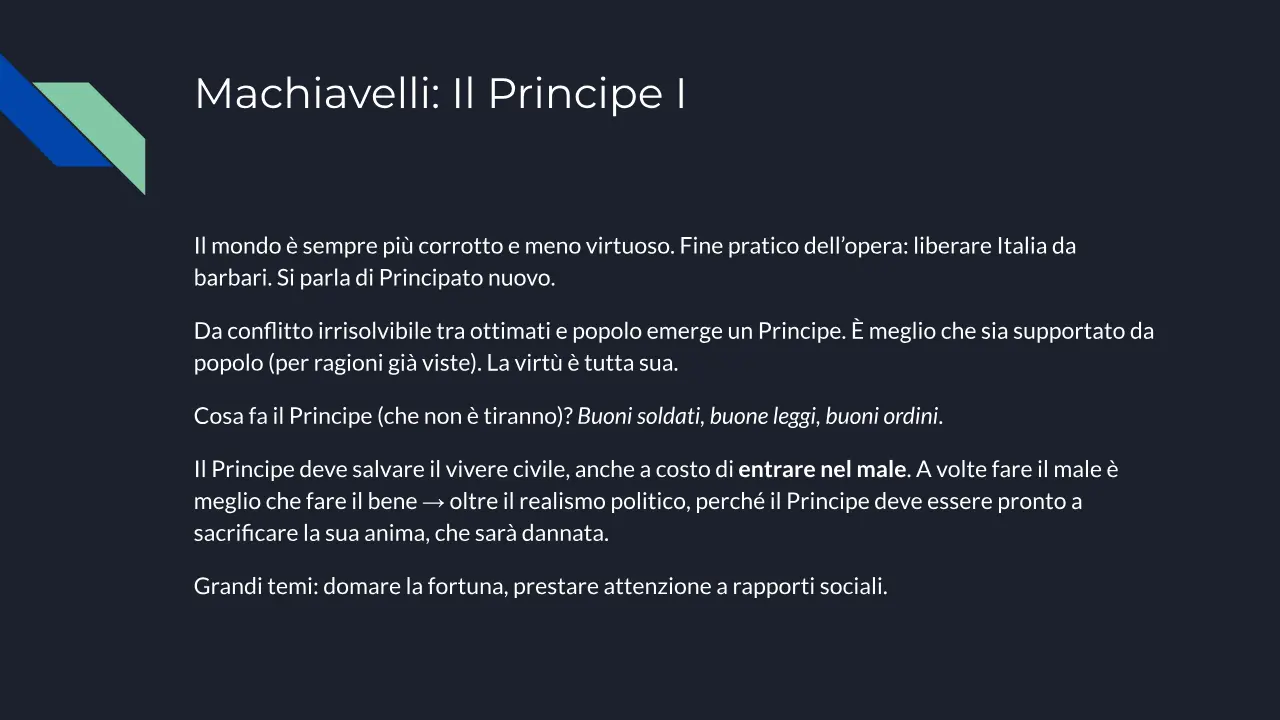 Machiavelli: Il Principe I
Il mondo è sempre più corrotto e meno virtuoso. Fine pratico dell’opera: liberare Italia da
barbari. Si parla di Principato nuovo.
Da conflitto irrisolvibile tra ottimati e popolo emerge un Principe. È meglio che sia supportato da
popolo (per ragioni già viste). La virtù è tutta sua.
Cosa fa il Principe (che non è tiranno)? Buoni soldati, buone leggi, buoni ordini.
Il Principe deve salvare il vivere civile, anche a costo di entrare nel male. A volte fare il male è
meglio che fare il bene → oltre il realismo politico, perché il Principe deve essere pronto a
sacrificare la sua anima, che sarà dannata.
Grandi temi: domare la fortuna, prestare attenzione a rapporti sociali.